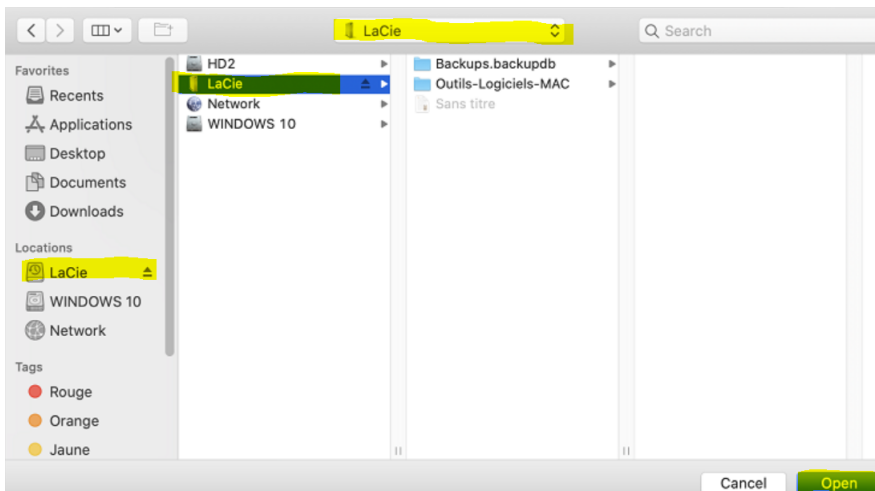 LaCie
Search
Favorites
Recents
Applications
Desktop
Documents
Downloads
Locations
LaCie
WINDOWS 10
Network
Tags
Rouge
Orange
Jaune
HD2
LaCie
Network
WINDOWS 10
Backups.backupdb
Outils-Logiciels-MAC
Sans titre
Cancel
Open